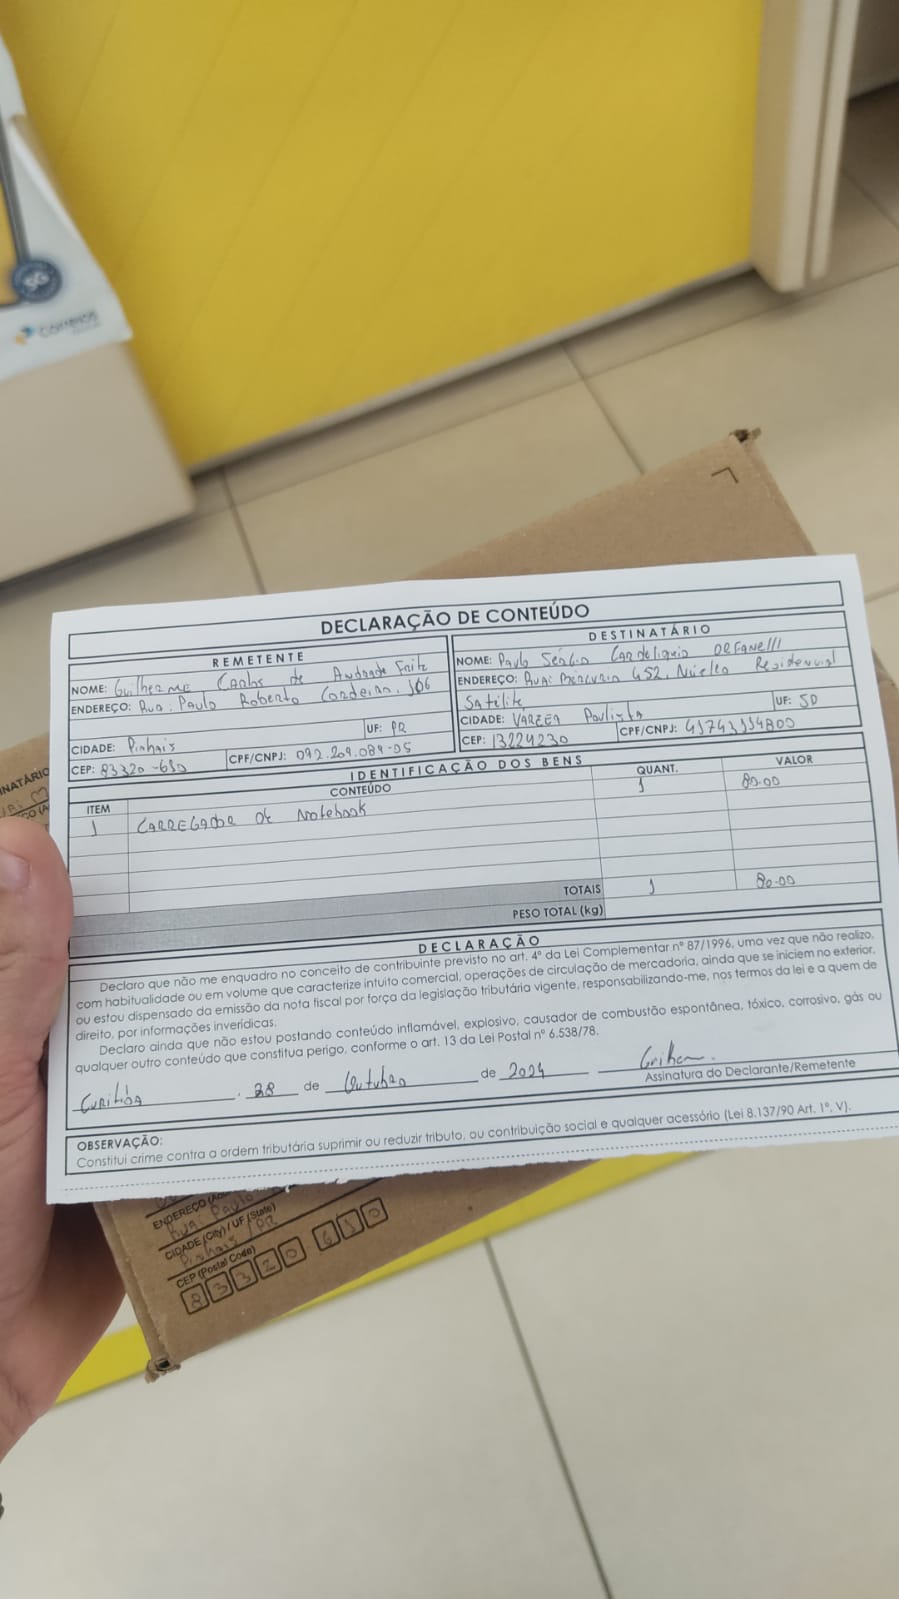 5G
Correios
DECLARAÇÃO DE CONTEÚDO
REMETENTE
NOME: Guilherme Carlos de Andrade Fritz
ENDEREÇO: Rua: Paulo Roberto Cordeiro, 106
UF: PR
CIDADE: Pinhais
CEP: 83320-650 CPF/CNPJ: 092.209.089-05
DESTINATÁRIO
NOME: Paulo Sérgio ORFANELLI
ENDEREÇO: Rua: Mercurio 452, Núcleo Residencial
Satélite UF: SP
CIDADE: VARZEA Paulista
CEP: 13224230 CPF/CNPJ:
IDENTIFICAÇÃO DOS BENS
ITEM CONTEÚDO QUANT. VALOR
1 CARREGADOR de Notebook 1 80.00
TOTAIS 1 80.00
PESO TOTAL (kg)
DECLARAÇÃO
Declaro que não me enquadro no conceito de contribuinte previsto no art. 4º da Lei Complementar nº 87/1996, uma vez que não realizo,
com habitualidade ou em volume que caracterize intuito comercial, operações de circulação de mercadoria, ainda que se iniciem no exterior,
ou estou dispensado da emissão da nota fiscal por força da legislação tributária vigente, responsabilizando-me, nos termos da lei e a quem de
direito, por informações inverídicas.
Declaro ainda que não estou postando conteúdo inflamável, explosivo, causador de combustão espontânea, tóxico, corrosivo, gás ou
qualquer outro conteúdo que constitua perigo, conforme o art. 13 da Lei Postal nº 6.538/78.
Curitiba, 28 de Outubro de 2024
Assinatura do Declarante/Remetente
OBSERVAÇÃO:
Constitui crime contra a ordem tributária suprimir ou reduzir tributo, ou contribuição social e qualquer acessório (Lei 8.137/90 Art. 1º, V).
ENDEREÇO
Rua: Paulo
CIDADE (City) / UF (State)
Pinhais / PR
CEP (Postal Code)
83320 650